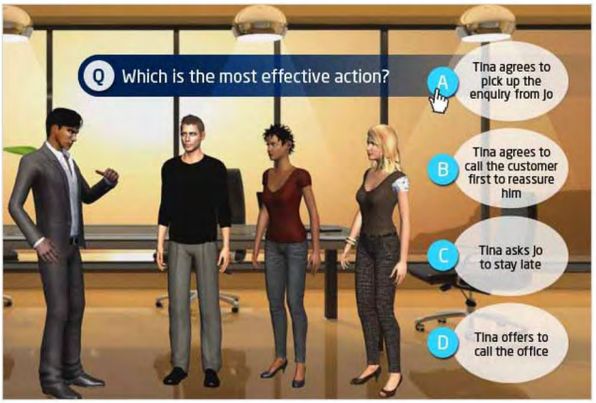 Q Which is the most effective action?
A
Tina agrees to
pick up the
enquiry from Jo
B
Tina agrees to
call the customer
first to reassure
him
C
Tina asks Jo
to stay late
D
Tina offers to
call the office